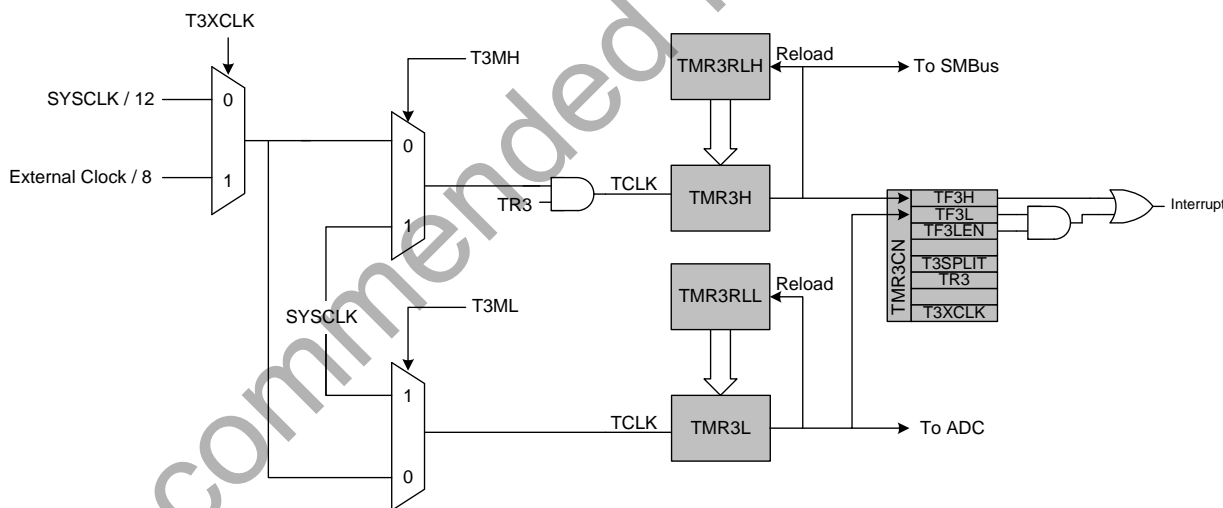 T3XCLK
SYSCLK / 12
0
External Clock / 8
1
T3MH
0
1
SYSCLK
T3ML
1
0
TR3
TCLK
TMR3RLH
Reload
To SMBus
TMR3H
TCLK
TMR3RLL
Reload
TMR3L
To ADC
TMR3CN
TF3H
TF3L
TF3LEN
T3SPLIT
TR3
T3XCLK
Interrupt